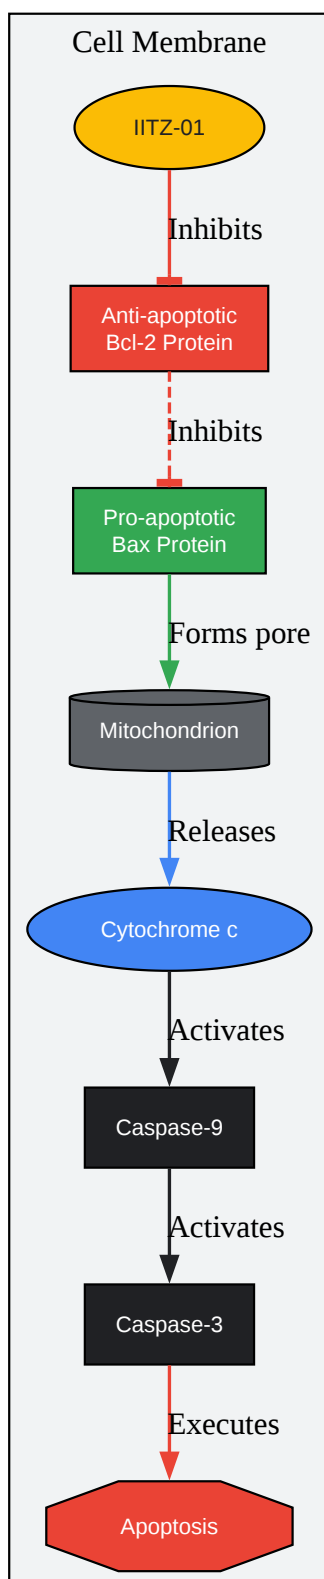 Cell Membrane
IITZ-01
Inhibits
Anti-apoptotic
Bcl-2 Protein
Inhibits
Pro-apoptotic
Bax Protein
Forms pore
Mitochondrion
Releases
Cytochrome c
Activates
Caspase-9
Activates
Caspase-3
Executes
Apoptosis